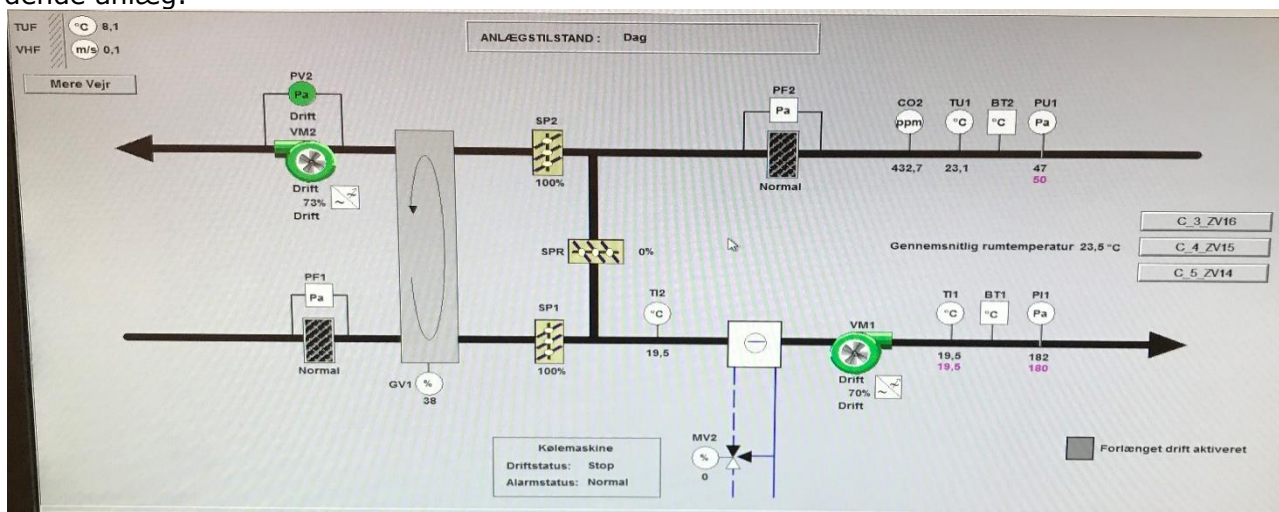 dende anlæg:
TUF °C 8,1
VHF m/s 0,1
Mere Vejr
ANLÆGSTILSTAND : Dag
PV2
Pa
Drift
VM2
Drift
73%
Drift
SP2
100%
PF2
Pa
Normal
CO2 TU1 BT2 PU1
ppm °C °C Pa
432,7 23,1 47
50
SPR 0%
Gennemsnitlig rumtemperatur 23,5 °C
C_3_ZV16
C_4_ZV15
C_5_ZV14
PF1
Pa
Normal
GV1 %
38
SP1
100%
TI2
°C
19,5
VM1
Drift
70%
Drift
TI1 BT1 PI1
°C °C Pa
19,5 182
19,5 180
Kølemaskine
Driftstatus: Stop
Alarmstatus: Normal
MV2
%
0
Forlænget drift aktiveret